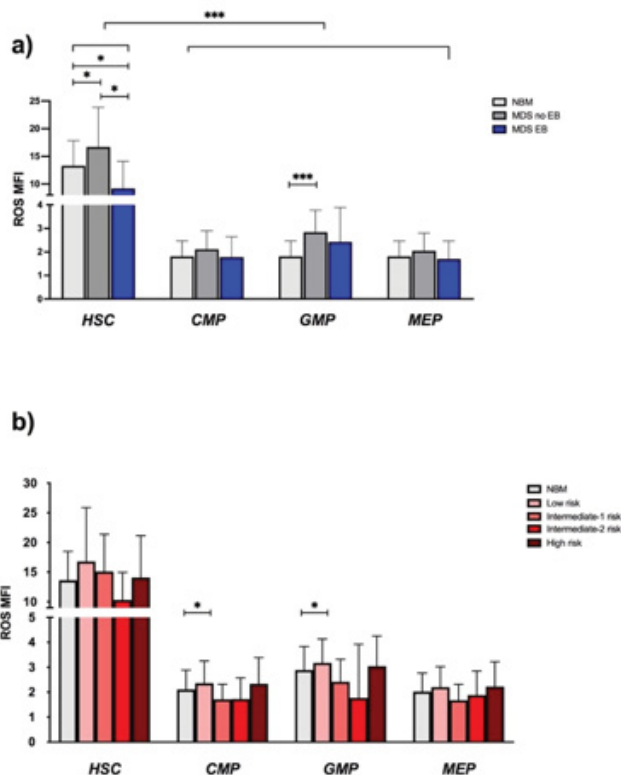 ***
a)
*
*
*
25
20
15
10
4
3
2
1
0
ROS MFI
***
HSC
CMP
GMP
MEP
NBM
MDS no EB
MDS EB
b)
30
25
20
15
10
5
4
3
2
1
0
ROS MFI
*
*
HSC
CMP
GMP
MEP
NBM
Low risk
Intermediate-1 risk
Intermediate-2 risk
High risk